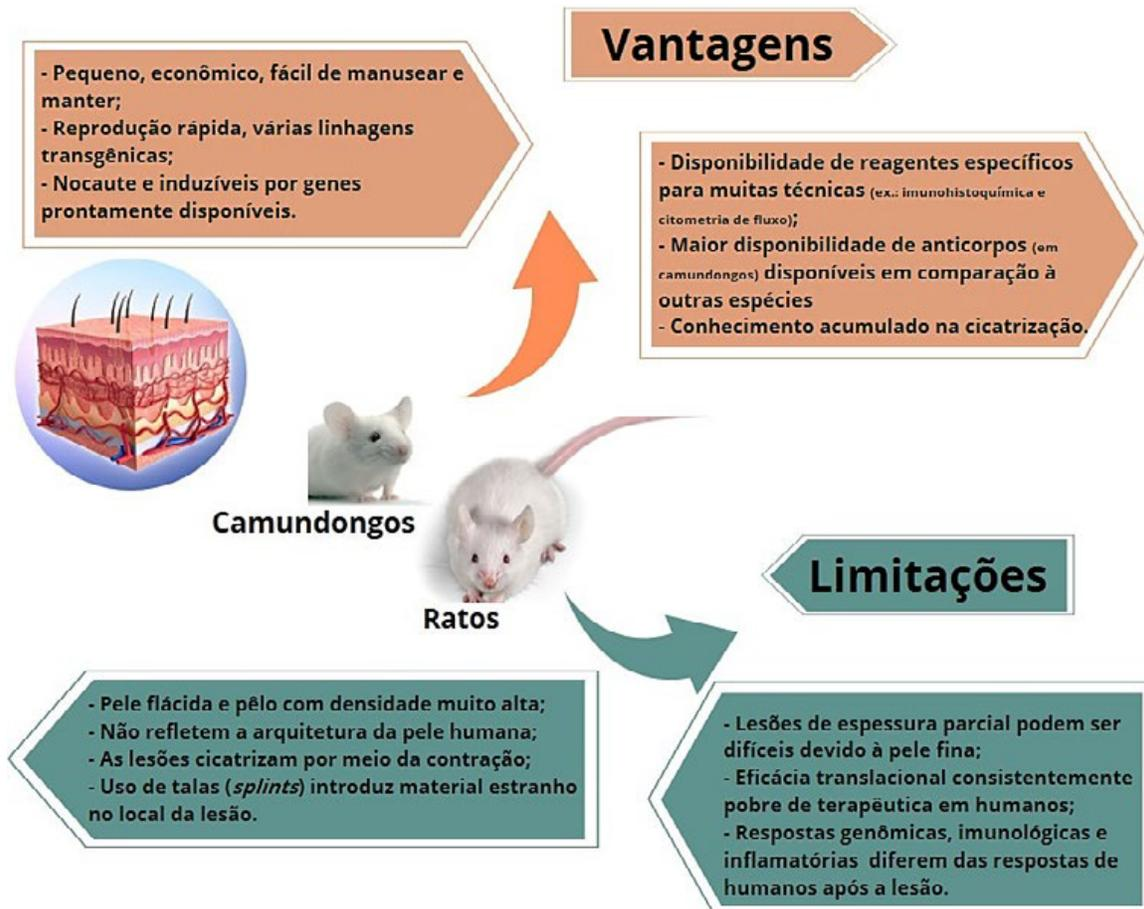 Vantagens
- Pequeno, econômico, fácil de manusear e
manter;
- Reprodução rápida, várias linhagens
transgênicas;
- Nocaute e induzíveis por genes
prontamente disponíveis.
- Disponibilidade de reagentes específicos
para muitas técnicas (ex.: imunohistoquímica e
citometria de fluxo);
- Maior disponibilidade de anticorpos (em
camundongos) disponíveis em comparação à
outras espécies
- Conhecimento acumulado na cicatrização.
Camundongos
Ratos
Limitações
- Pele flácida e pêlo com densidade muito alta;
- Não refletem a arquitetura da pele humana;
- As lesões cicatrizam por meio da contração;
- Uso de talas (splints) introduz material estranho
no local da lesão.
- Lesões de espessura parcial podem ser
difíceis devido à pele fina;
- Eficácia translacional consistentemente
pobre de terapëutica em humanos;
- Respostas genômicas, imunológicas e
inflamatórias diferem das respostas de
humanos após a lesão.